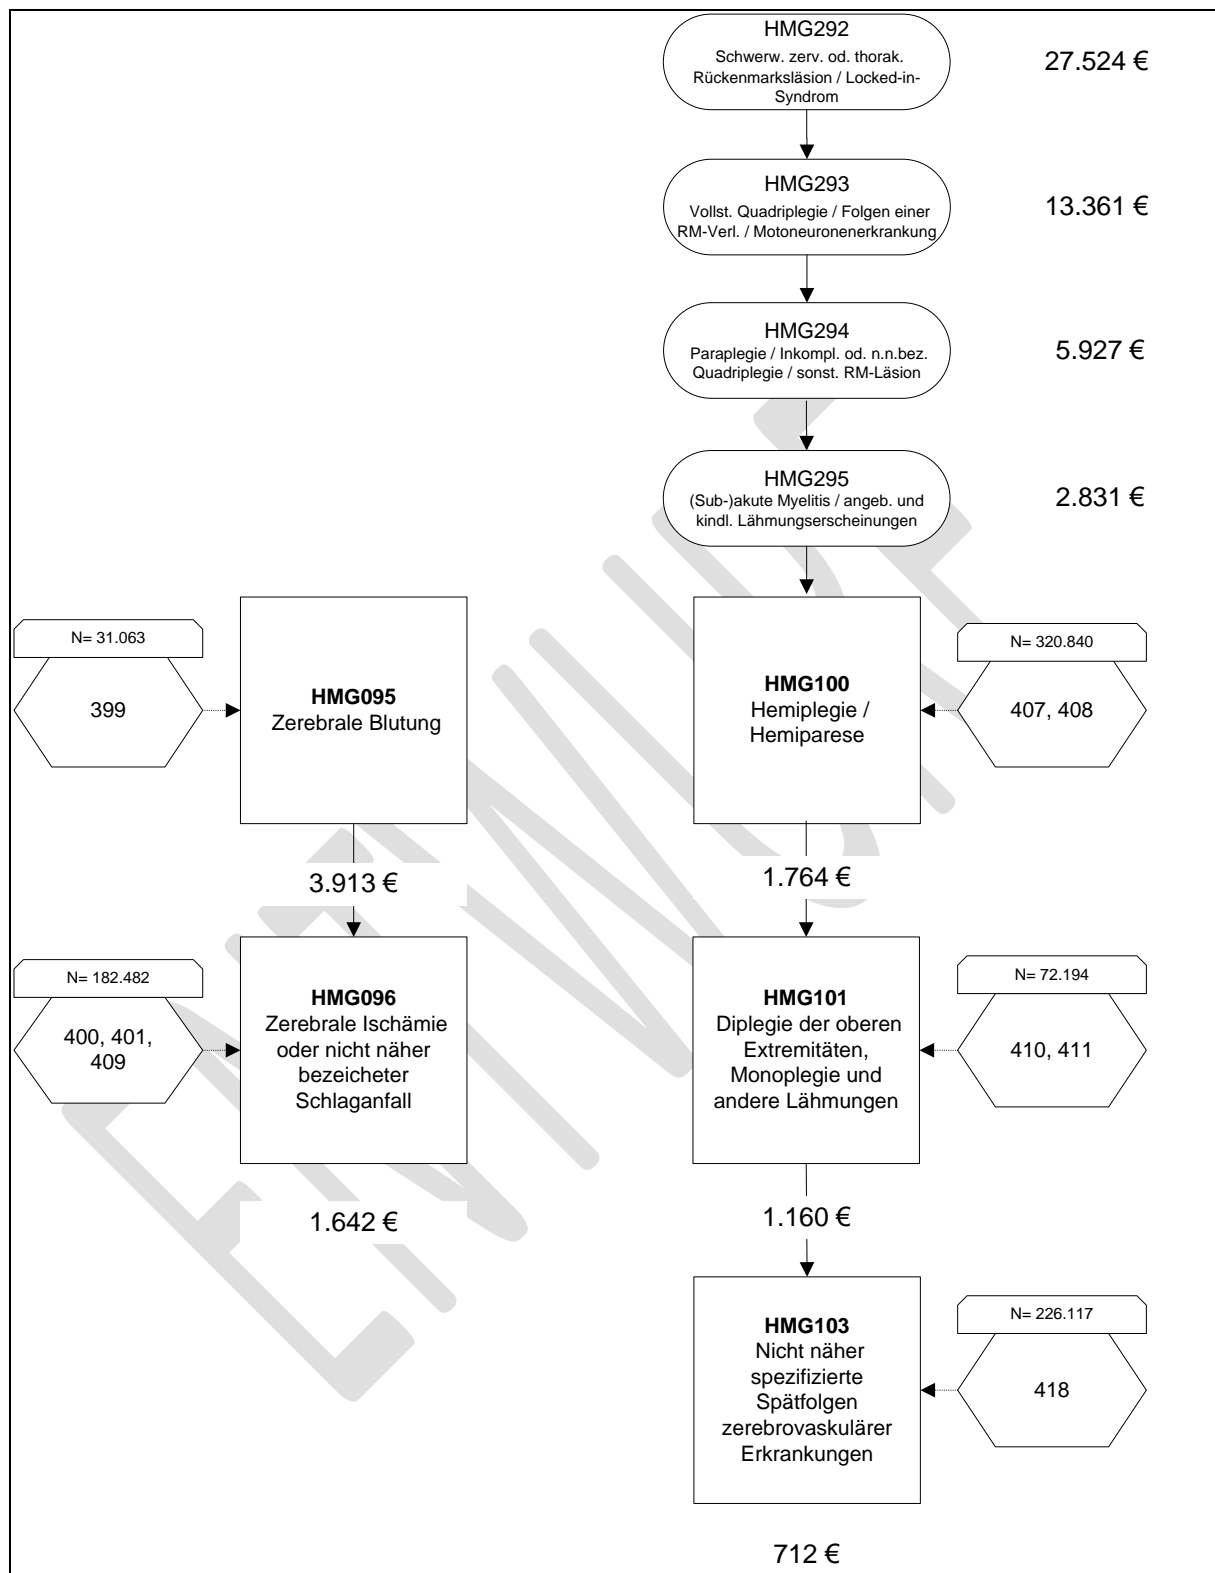 HMG292
Schwerw. zerv. od. thorak.
Rückenmarksläsion / Locked-in-
Syndrom
27.524 €
HMG293
Vollst. Quadriplegie / Folgen einer
RM-Verl. / Motoneuronenerkrankung
13.361 €
HMG294
Paraplegie / Inkompl. od. n.n.bez.
Quadriplegie / sonst. RM-Läsion
5.927 €
HMG295
(Sub-)akute Myelitis / angeb. und
kindl. Lähmungserscheinungen
2.831 €
N= 31.063
399
HMG095
Zerebrale Blutung
3.913 €
HMG100
Hemiplegie /
Hemiparese
N= 320.840
407, 408
1.764 €
N= 182.482
400, 401,
409
HMG096
Zerebrale Ischämie
oder nicht näher
bezeicheter
Schlaganfall
1.642 €
HMG101
Diplegie der oberen
Extremitäten,
Monoplegie und
andere Lähmungen
N= 72.194
410, 411
1.160 €
HMG103
Nicht näher
spezifizierte
Spätfolgen
zerebrovaskulärer
Erkrankungen
N= 226.117
418
712 €
ENTWURF